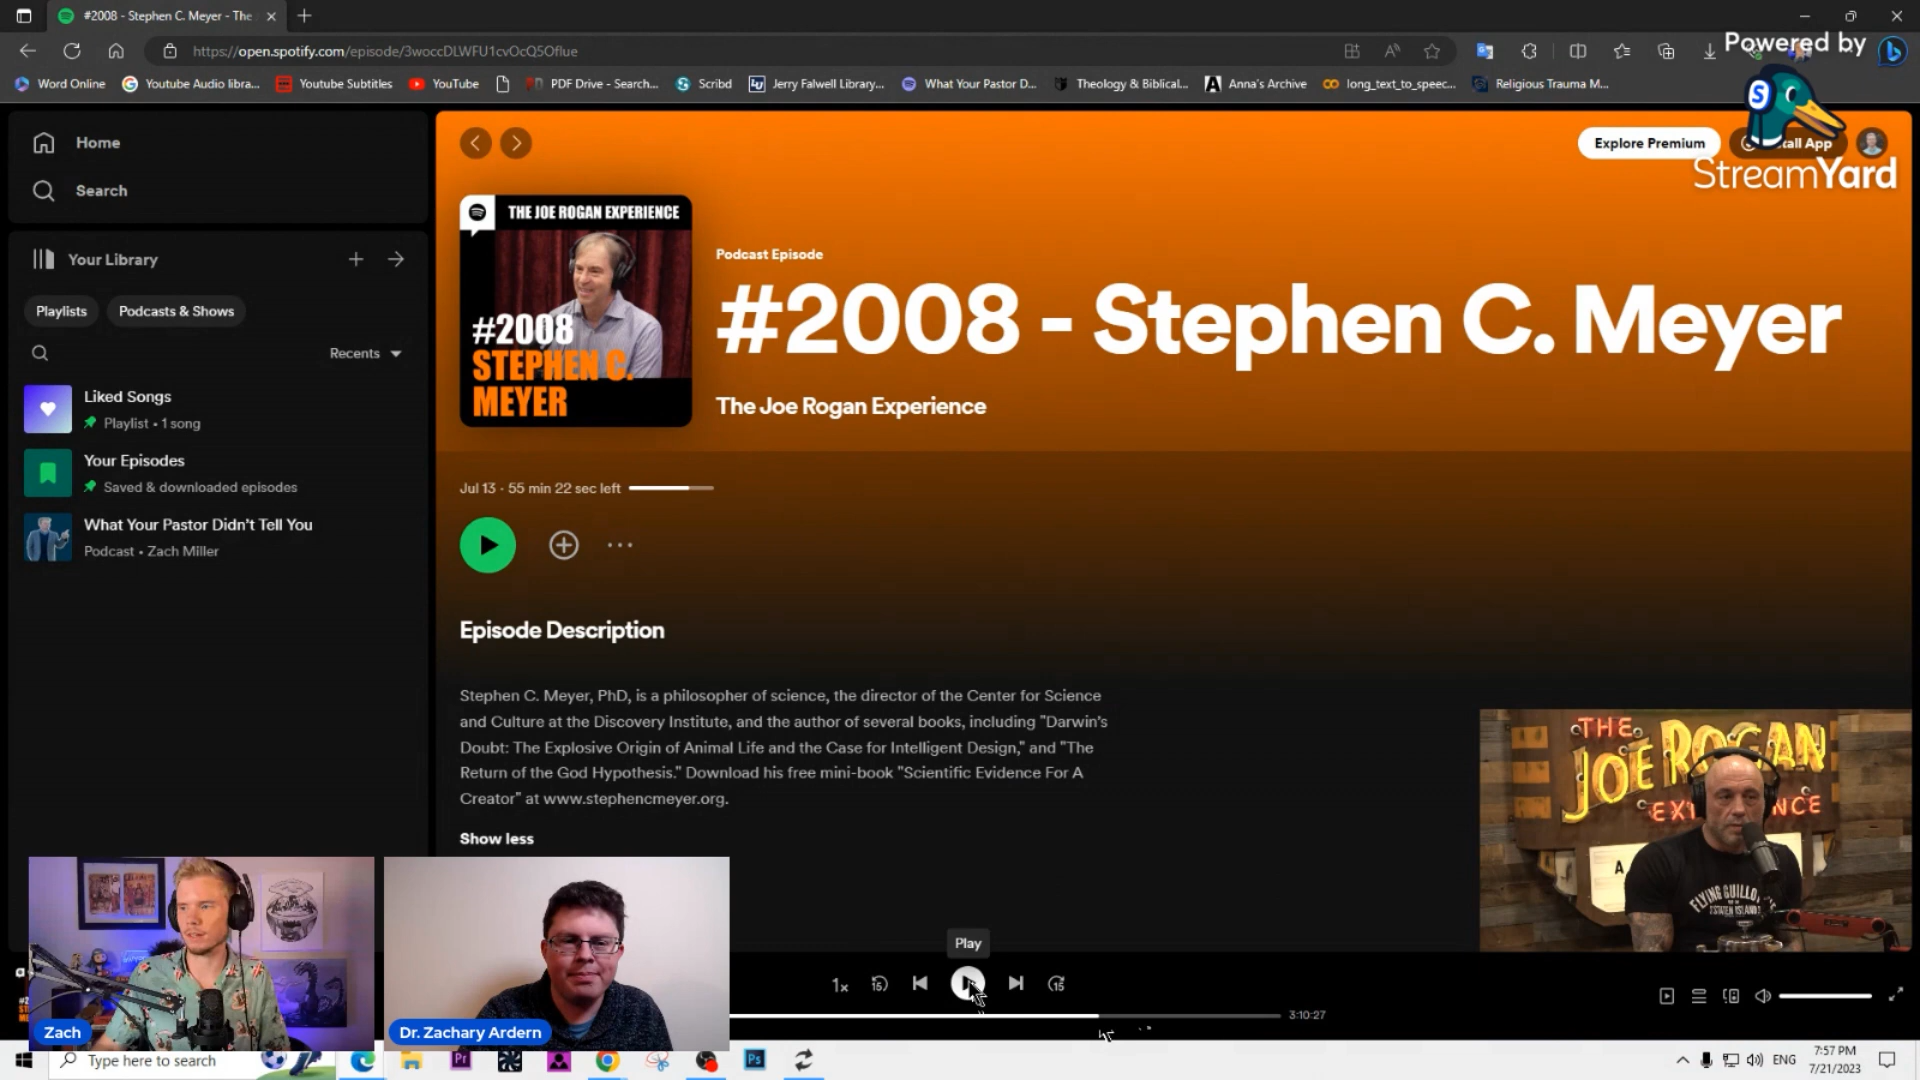 #2008 - Stephen C. Meyer - The
https://open.spotify.com/episode/3woccDLWFU1cvOcQ5Oflue
Powered by
Word Online
Youtube Audio libra...
Youtube Subtitles
YouTube
PDF Drive - Search...
Scribd
Jerry Falwell Library...
What Your Pastor D...
Theology & Biblical...
Anna's Archive
long_text_to_speec...
Religious Trauma M...
Home
Search
Explore Premium
StreamYard
Your Library
Playlists
Podcasts & Shows
Recents
Liked Songs
Playlist • 1 song
Your Episodes
Saved & downloaded episodes
What Your Pastor Didn't Tell You
Podcast • Zach Miller
THE JOE ROGAN EXPERIENCE
#2008
STEPHEN C.
MEYER
Podcast Episode
#2008 - Stephen C. Meyer
The Joe Rogan Experience
Jul 13 · 55 min 22 sec left
Episode Description
Stephen C. Meyer, PhD, is a philosopher of science, the director of the Center for Science
and Culture at the Discovery Institute, and the author of several books, including "Darwin's
Doubt: The Explosive Origin of Animal Life and the Case for Intelligent Design," and "The
Return of the God Hypothesis." Download his free mini-book "Scientific Evidence For A
Creator" at www.stephencmeyer.org.
Show less
THE
JOE ROGAN
Play
1x
15
15
3:10:27
Zach
Dr. Zachary Ardern
Type here to search
Pr
Ps
ENG
7:57 PM
7/21/2023